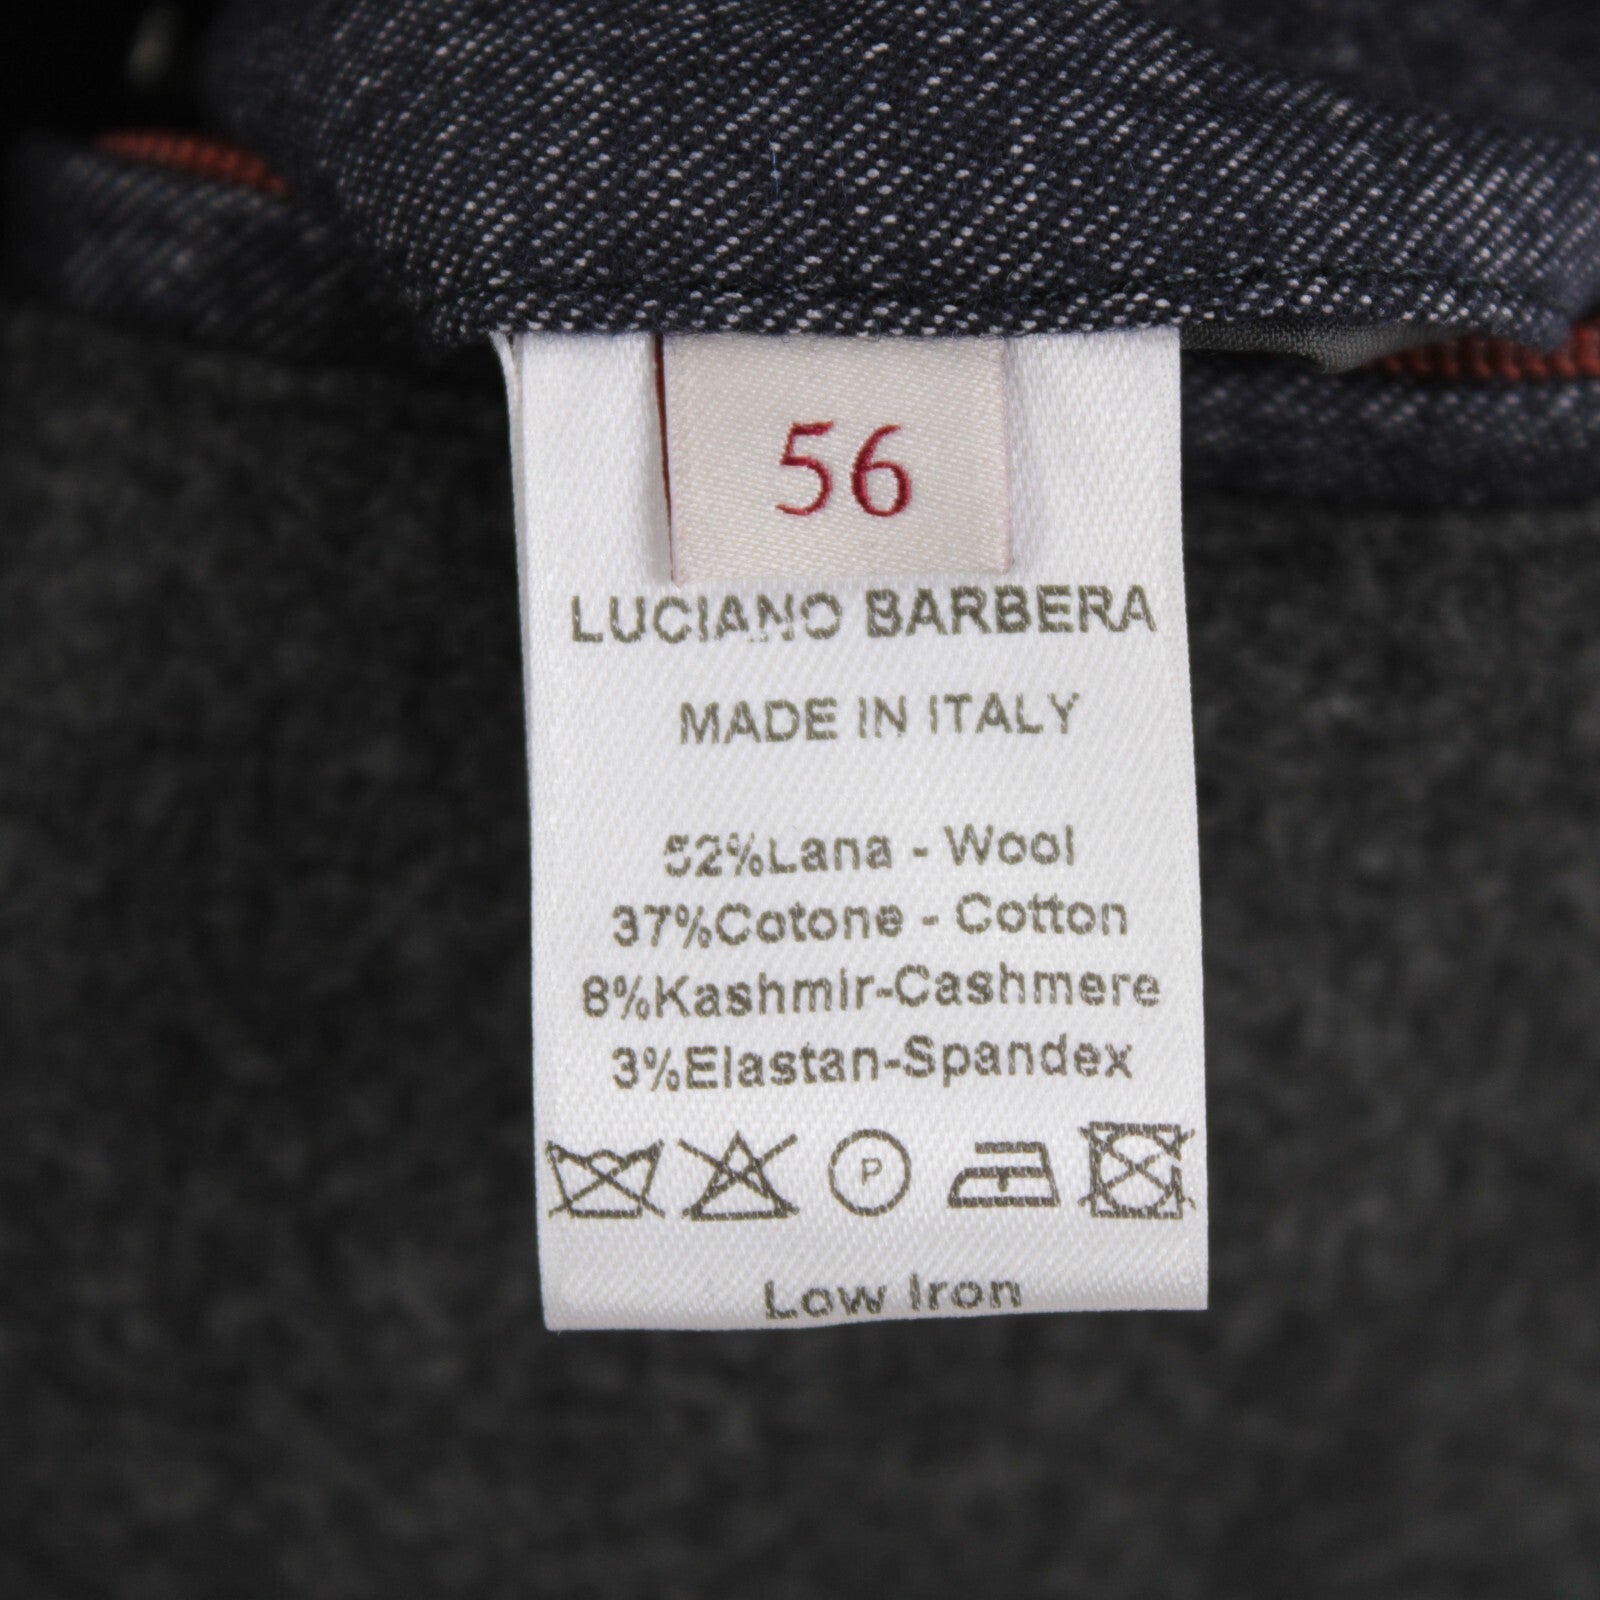 56
LUCIANO BARBERA
MADE IN ITALY
52%Lana - Wool
37%Cotone - Cotton
8%Kashmir-Cashmere
3%Elastan-Spandex
P
Low Iron